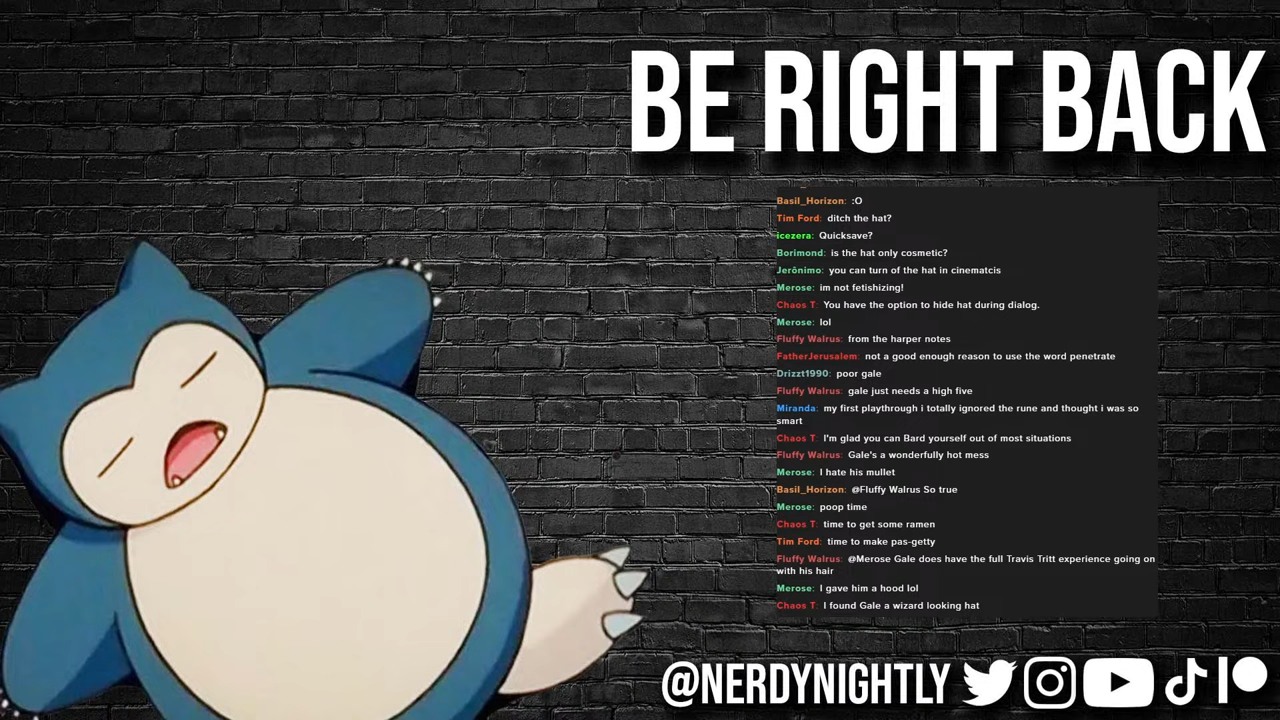 BE RIGHT BACK
Basil_Horizon: :O
Tim Ford: ditch the hat?
icezera: Quicksave?
Borimond: is the hat only cosmetic?
Jerônimo: you can turn of the hat in cinematcis
Merose: im not fetishizing!
Chaos T: You have the option to hide hat during dialog.
Merose: lol
Fluffy Walrus: from the harper notes
FatherJerusalem: not a good enough reason to use the word penetrate
Drizzt1990: poor gale
Fluffy Walrus: gale just needs a high five
Miranda: my first playthrough i totally ignored the rune and thought i was so
smart
Chaos T: I'm glad you can Bard yourself out of most situations
Fluffy Walrus: Gale's a wonderfully hot mess
Merose: I hate his mullet
Basil_Horizon: @Fluffy Walrus So true
Merose: poop time
Chaos T: time to get some ramen
Tim Ford: time to make pas-getty
Fluffy Walrus: @Merose Gale does have the full Travis Tritt experience going on
with his hair
Merose: I gave him a hood lol
Chaos T: I found Gale a wizard looking hat
@NERDYNIGHTLY